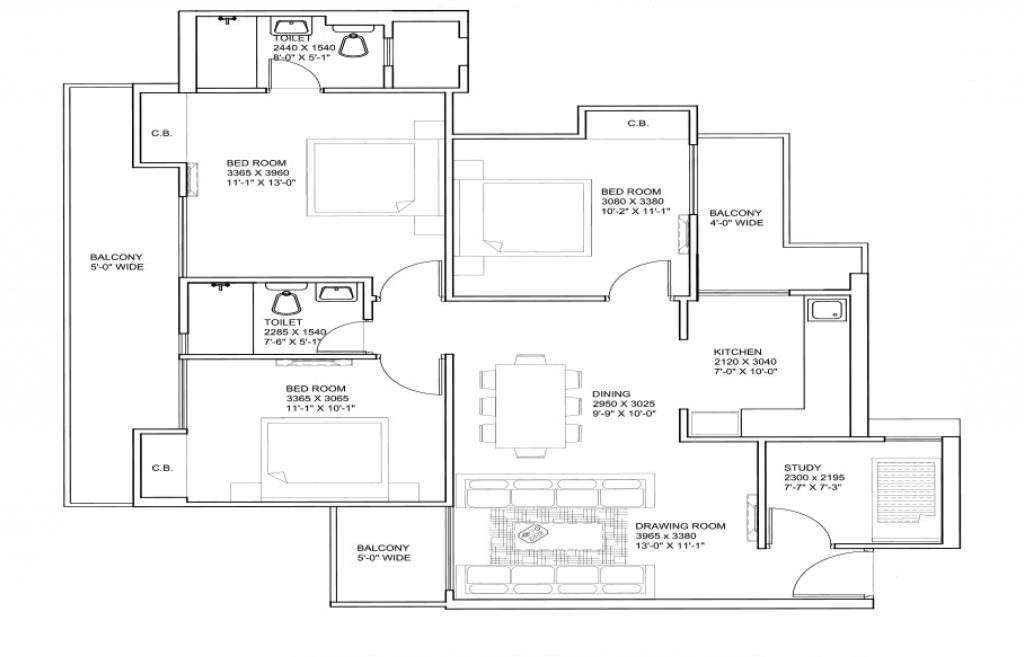 TOILET
2440 X 1540
8'-0" X 5'-1"
C.B.
C.B.
BED ROOM
3365 X 3960
11'-1" X 13'-0"
BED ROOM
3080 X 3380
10'-2" X 11'-1"
BALCONY
4'-0" WIDE
BALCONY
5'-0" WIDE
TOILET
2285 X 1540
7'-6" X 5'-1"
KITCHEN
2120 X 3040
7'-0" X 10'-0"
BED ROOM
3365 X 3065
11'-1" X 10'-1"
DINING
2950 X 3025
9'-9" X 10'-0"
C.B.
STUDY
2300 x 2195
7'-7" X 7'-3"
DRAWING ROOM
3965 x 3380
13'-0" X 11'-1"
BALCONY
5'-0" WIDE